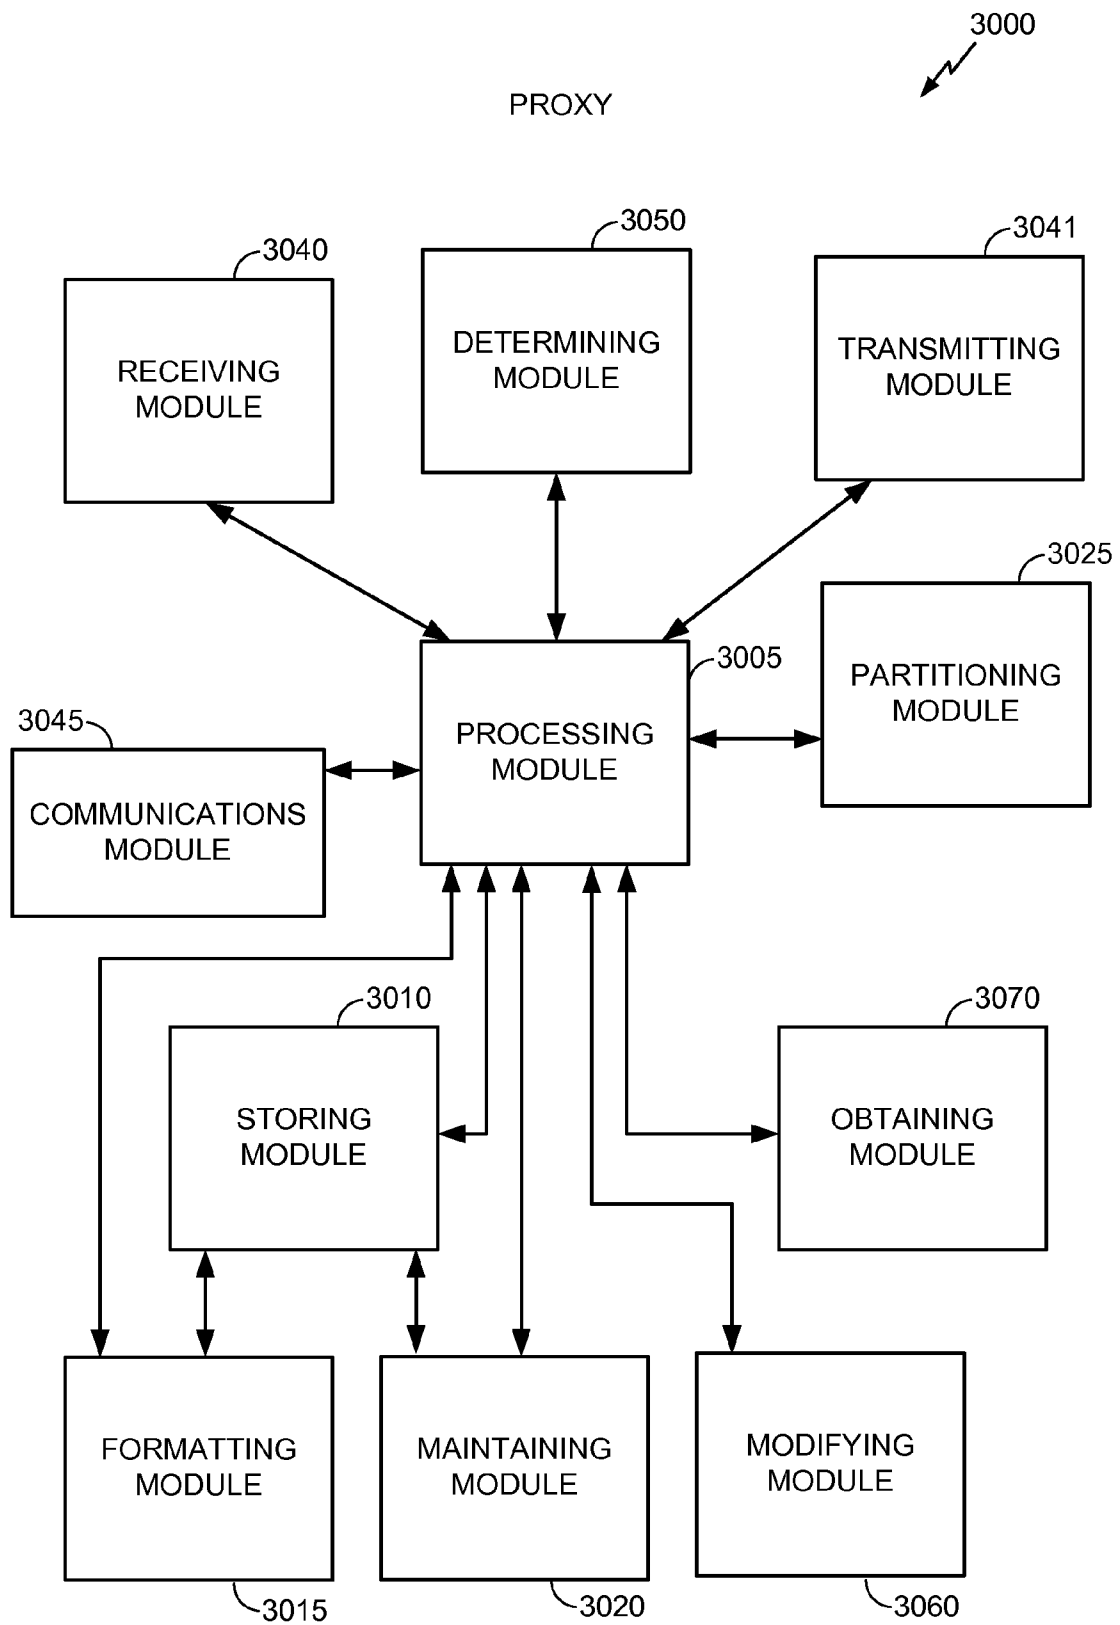 3000
PROXY
3040
RECEIVING
MODULE
3050
DETERMINING
MODULE
3041
TRANSMITTING
MODULE
3025
PARTITIONING
MODULE
3005
PROCESSING
MODULE
3045
COMMUNICATIONS
MODULE
3010
STORING
MODULE
3070
OBTAINING
MODULE
FORMATTING
MODULE
3015
MAINTAINING
MODULE
3020
MODIFYING
MODULE
3060